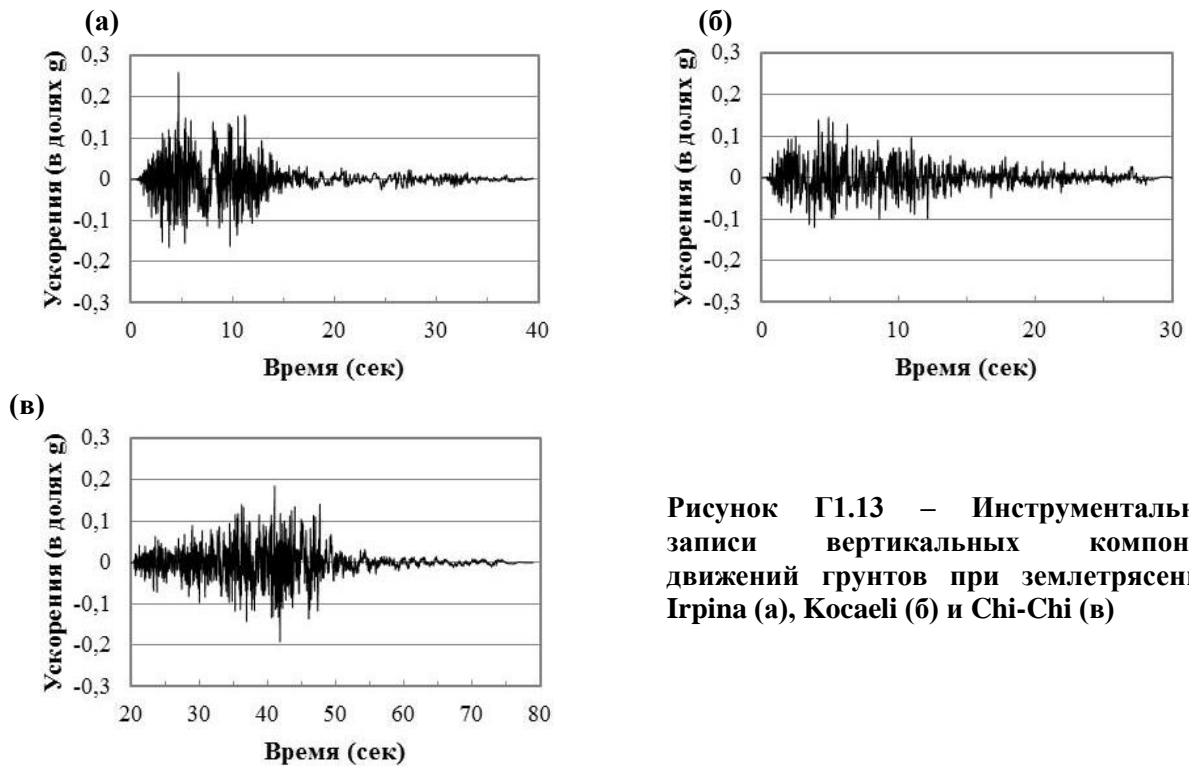 (а)
Ускорения (в долях g)
0,3
0,2
0,1
0
-0,1
-0,2
-0,3
0 10 20 30 40
Время (сек)
(б)
Ускорения (в долях g)
0,3
0,2
0,1
0
-0,1
-0,2
-0,3
0 10 20 30
Время (сек)
(в)
Ускорения (в долях g)
0,3
0,2
0,1
0
-0,1
-0,2
-0,3
20 30 40 50 60 70 80
Время (сек)
Рисунок Г1.13 – Инструментальн
записи вертикальных компон
движений грунтов при землетрясен
Irpina (а), Kocaeli (б) и Chi-Chi (в)